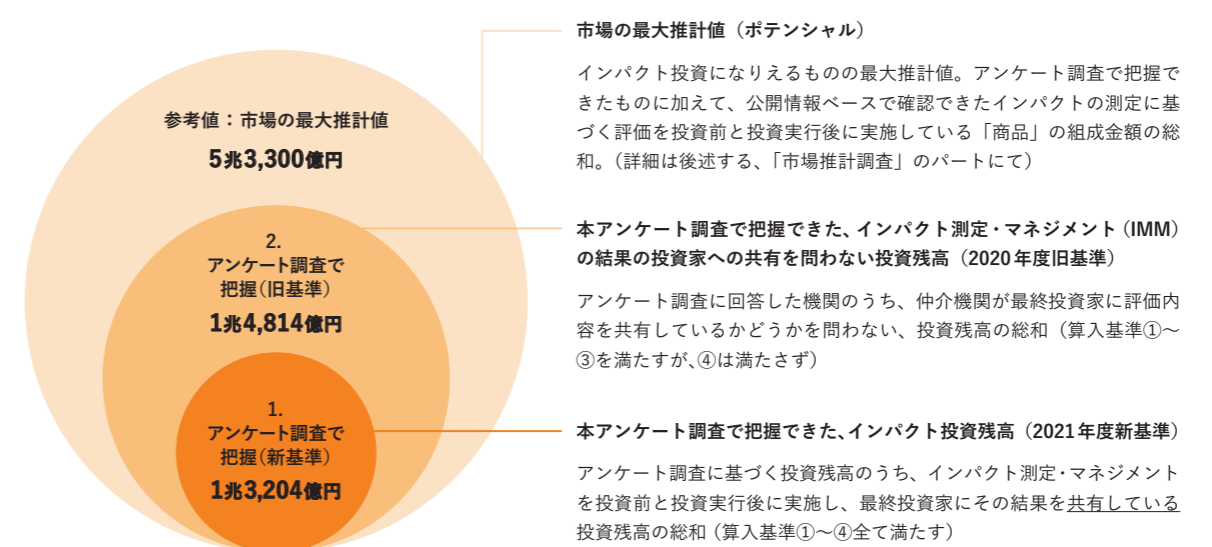 市場の最大推計値（ポテンシャル）
インパクト投資になりえるものの最大推計値。アンケート調査で把握で
きたものに加えて、公開情報ベースで確認できたインパクトの測定に基
づく評価を投資前と投資実行後に実施している「商品」の組成金額の総
和。（詳細は後述する、「市場推計調査」のパートにて）
参考値：市場の最大推計値
5兆3,300億円
本アンケート調査で把握できた、インパクト測定・マネジメント（IMM）
の結果の投資家への共有を問わない投資残高（2020年度旧基準）
アンケート調査に回答した機関のうち、仲介機関が最終投資家に評価内
容を共有しているかどうかを問わない、投資残高の総和（算入基準①〜
③を満たすが、④は満たさず）
2.
アンケート調査で
把握（旧基準）
1兆4,814億円
本アンケート調査で把握できた、インパクト投資残高（2021年度新基準）
アンケート調査に基づく投資残高のうち、インパクト測定・マネジメント
を投資前と投資実行後に実施し、最終投資家にその結果を共有している
投資残高の総和（算入基準①〜④全て満たす）
1.
アンケート調査で
把握（新基準）
1兆3,204億円